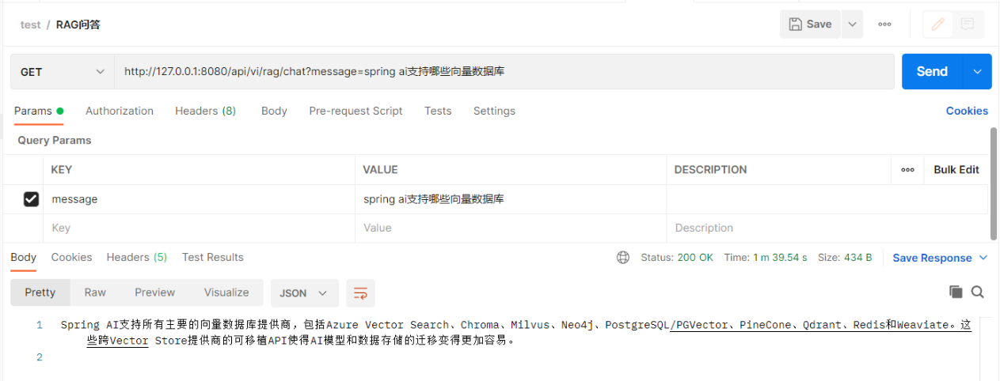 test / RAG问答
Save
GET
http://127.0.0.1:8080/api/vi/rag/chat?message=spring ai支持哪些向量数据库
Send
Params Authorization Headers (8) Body Pre-request Script Tests Settings Cookies
Query Params
KEY VALUE DESCRIPTION Bulk Edit
message spring ai支持哪些向量数据库
Key Value Description
Body Cookies Headers (5) Test Results Status: 200 OK Time: 1 m 39.54 s Size: 434 B Save Response
Pretty Raw Preview Visualize JSON
1 Spring AI支持所有主要的向量数据库提供商，包括Azure Vector Search、Chroma、Milvus、Neo4j、PostgreSQL/PGVector、PineCone、Qdrant、Redis和Weaviate。这
些跨Vector Store提供商的可移植API使得AI模型和数据存储的迁移变得更加容易。
2